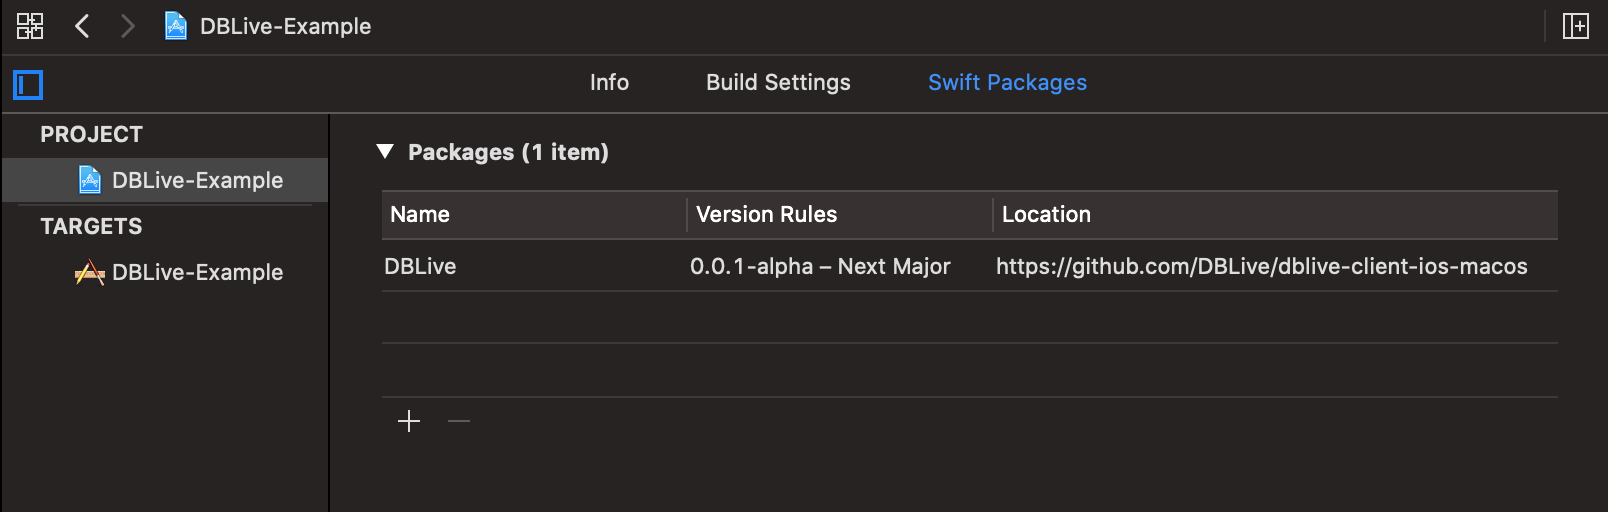 DBLive-Example
Info Build Settings Swift Packages
PROJECT
DBLive-Example
TARGETS
DBLive-Example
Packages (1 item)
Name Version Rules Location
DBLive 0.0.1-alpha – Next Major https://github.com/DBLive/dblive-client-ios-macos